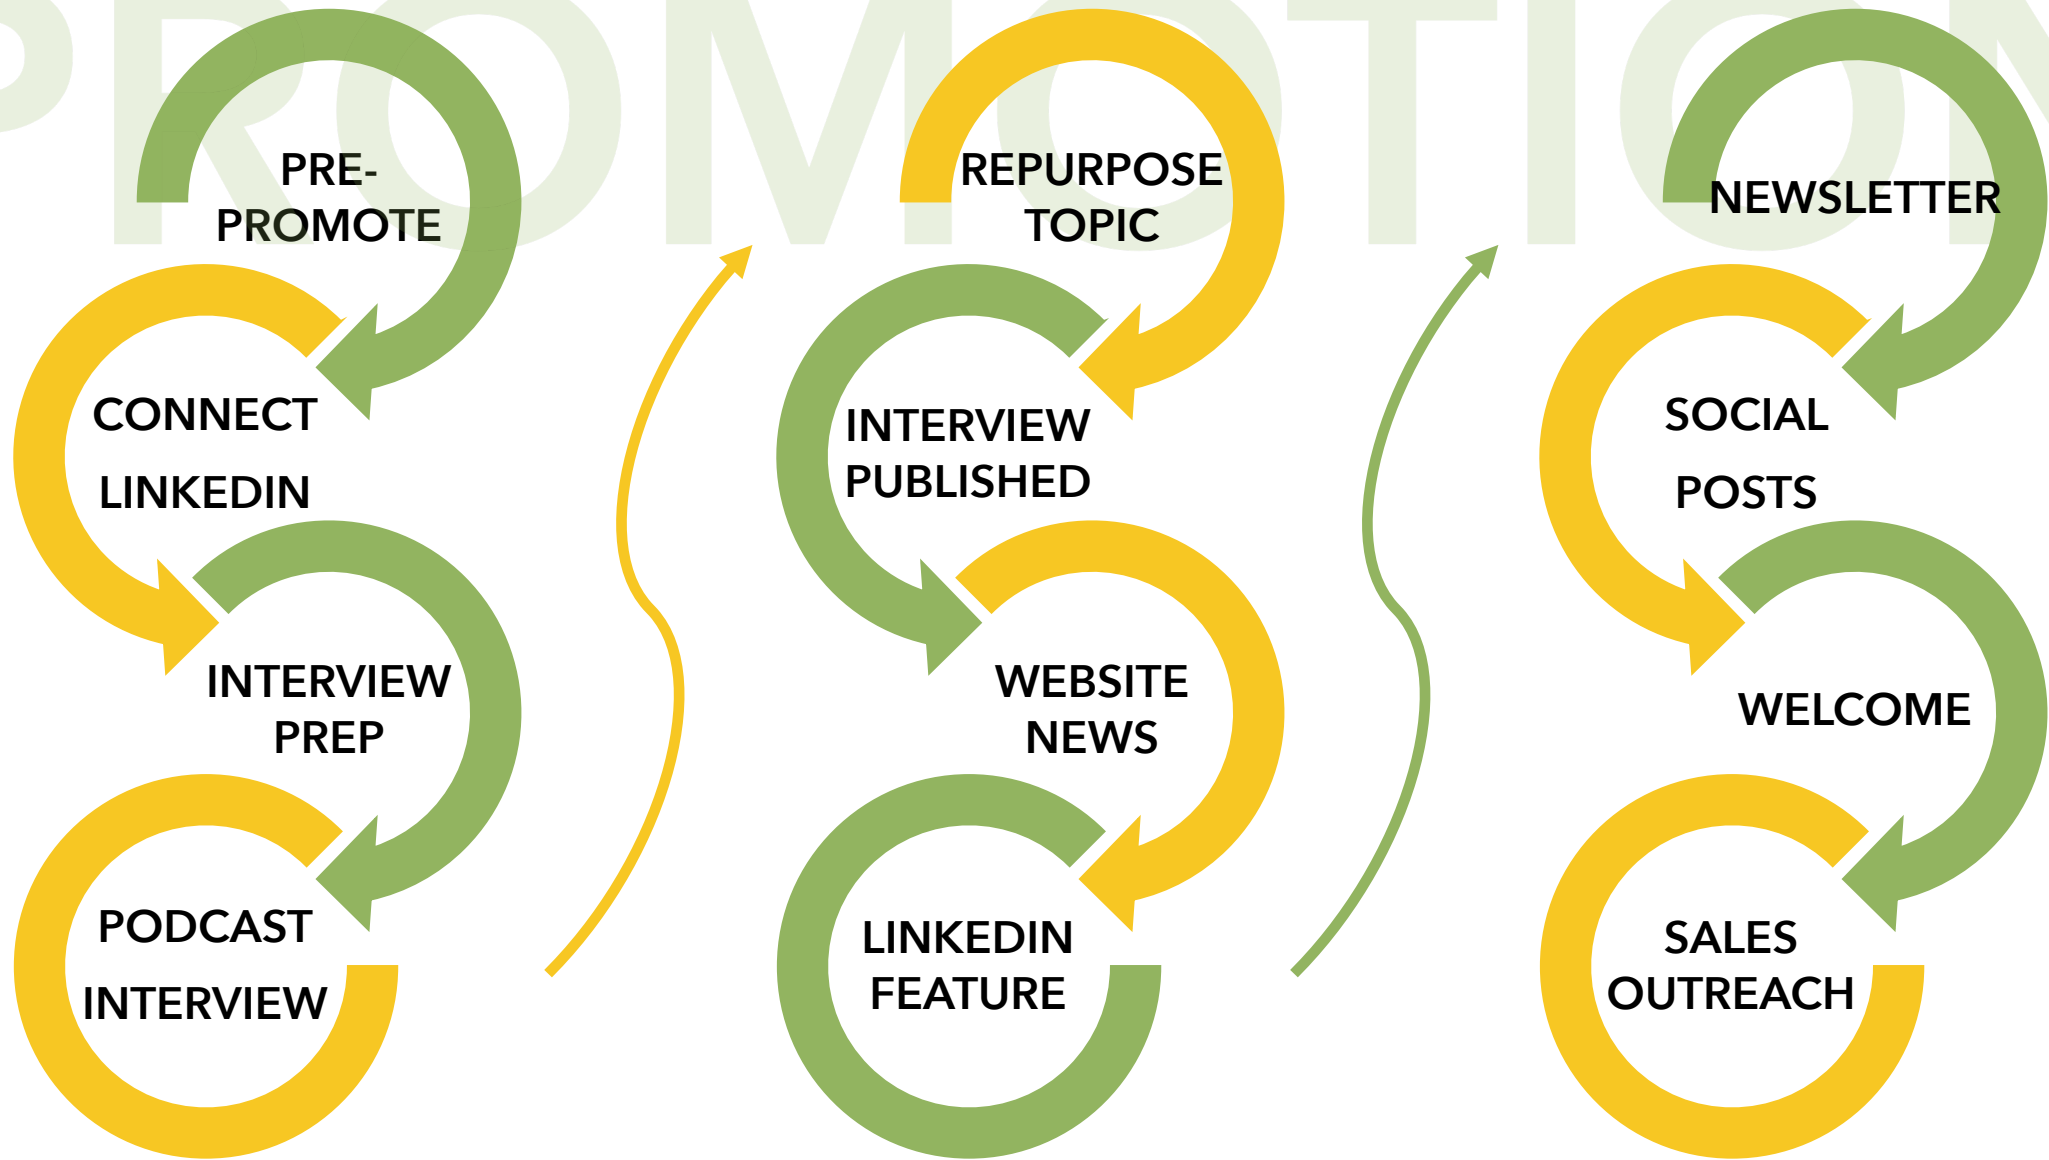 PROMOTION
PRE-
PROMOTE
CONNECT
LINKEDIN
INTERVIEW
PREP
PODCAST
INTERVIEW
REPURPOSE
TOPIC
INTERVIEW
PUBLISHED
WEBSITE
NEWS
LINKEDIN
FEATURE
NEWSLETTER
SOCIAL
POSTS
WELCOME
SALES
OUTREACH